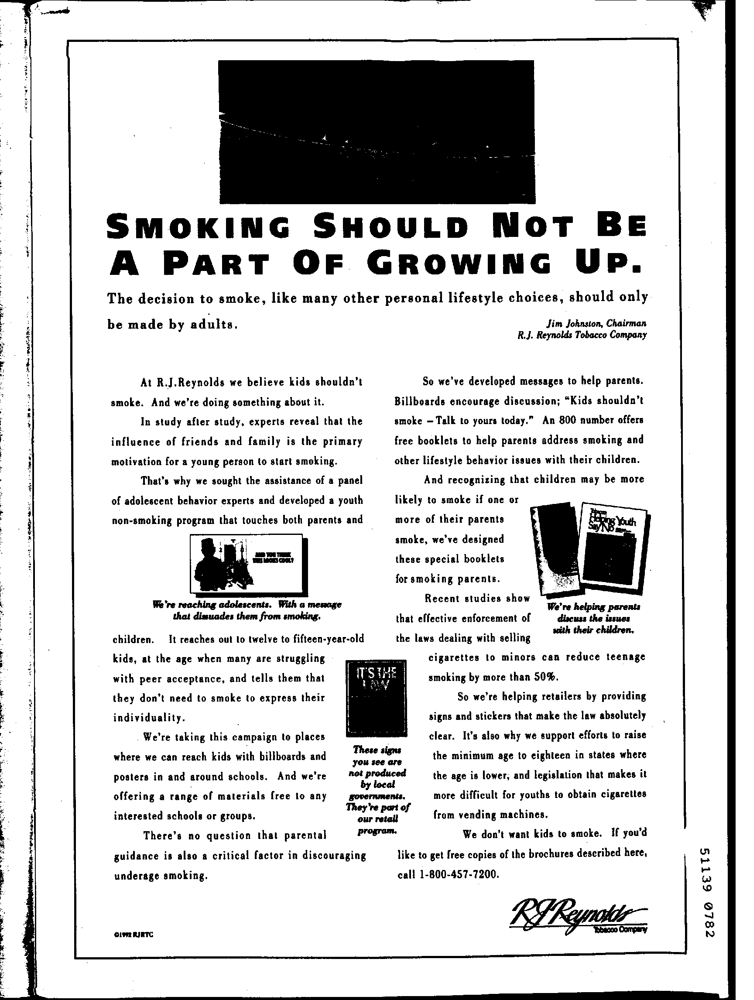 SMOKING SHOULD NOT BE
A PART OF GROWING UP.
The decision to smoke, like many other personal lifestyle choices, should only
be made by adults.
Jim Johnston, Chairman
R.J. Reynolds Tobacco Company
At R.J.Reynolds we believe kids shouldn't
smoke. And we're doing something about it.
In study after study, experts reveal that the
influence of friends and family is the primary
motivation for a young person to start smoking.
That's why we sought the assistance of a panel
of adolescent behavior experts and developed a youth
non-smoking program that touches both parents and
AND YOU THINK
THIS LOOKS COOL?
We're reaching adolescents. With a message
that dissuades them from smoking.
children. It reaches out to twelve to fifteen-year-old
kids, at the age when many are struggling
with peer acceptance, and tells them that
they don't need to smoke to express their
individuality.
We're taking this campaign to places
where we can reach kids with billboards and
posters in and around schools. And we're
offering a range of materials free to any
interested schools or groups.
There's no question that parental
guidance is also a critical factor in discouraging
underage smoking.
IT'S THE
LAW
These signs
you see are
not produced
by local
governments.
They're part of
our retail
program.
So we've developed messages to help parents.
Billboards encourage discussion; "Kids shouldn't
smoke – Talk to yours today." An 800 number offers
free booklets to help parents address smoking and
other lifestyle behavior issues with their children.
And recognizing that children may be more
likely to smoke if one or
more of their parents
smoke, we've designed
these special booklets
for smoking parents.
Helping Youth
Say No
We're helping parents
discuss the issues
with their children.
Recent studies show
that effective enforcement of
the laws dealing with selling
cigarettes to minors can reduce teenage
smoking by more than 50%.
So we're helping retailers by providing
signs and stickers that make the law absolutely
clear. It's also why we support efforts to raise
the minimum age to eighteen in states where
the age is lower, and legislation that makes it
more difficult for youths to obtain cigarettes
from vending machines.
We don't want kids to smoke. If you'd
like to get free copies of the brochures described here,
call 1-800-457-7200.
©1992 RJRTC
RJReynolds
Tobacco Company
51139 0782